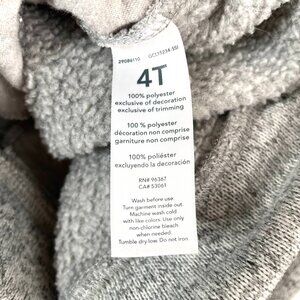 4T
100% polyester
exclusive of decoration
exclusive of trimming
100 % polyester
décoration non comprise
garniture non comprise
100% poliéster
excluyendo la decoración
RN# 96367
CA# 53061
Wash before use
Turn garment inside out.
Machine wash cold
with like colors. Use only
non-chlorine bleach
when needed.
Tumble dry low. Do not iron